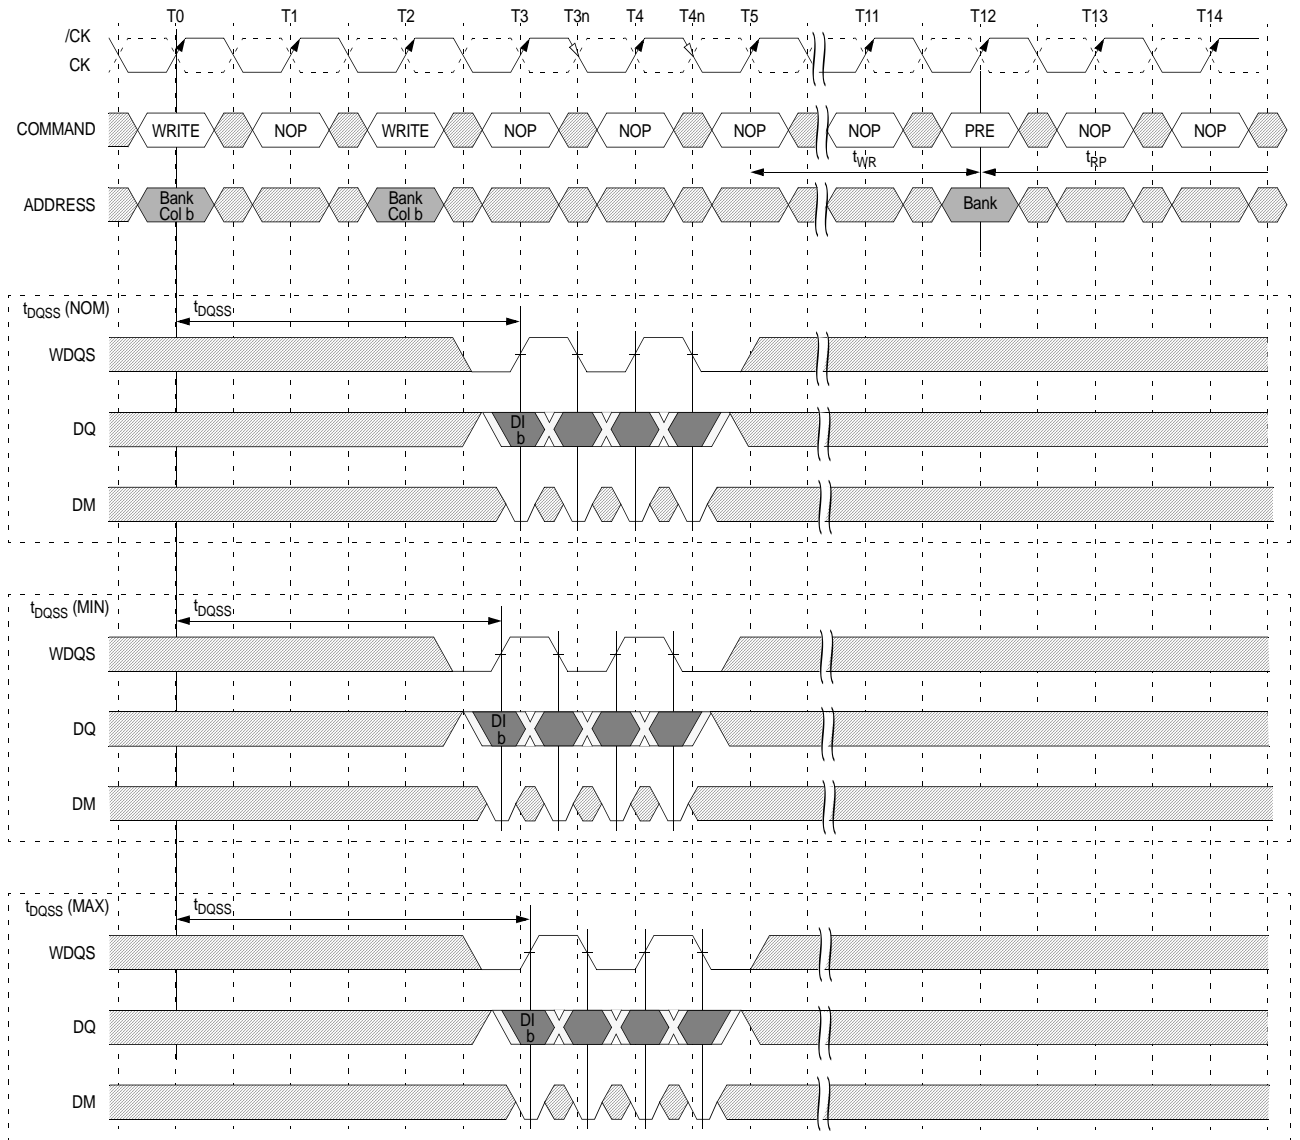 T0 T1 T2 T3 T3n T4 T4n T5 T11 T12 T13 T14
/CK
CK
COMMAND WRITE NOP WRITE NOP NOP NOP NOP PRE NOP NOP
tWR tRP
ADDRESS Bank Col b Bank Col b Bank
tDQSS (NOM) tDQSS
WDQS
DQ DI b
DM
tDQSS (MIN) tDQSS
WDQS
DQ DI b
DM
tDQSS (MAX) tDQSS
WDQS
DQ DI b
DM